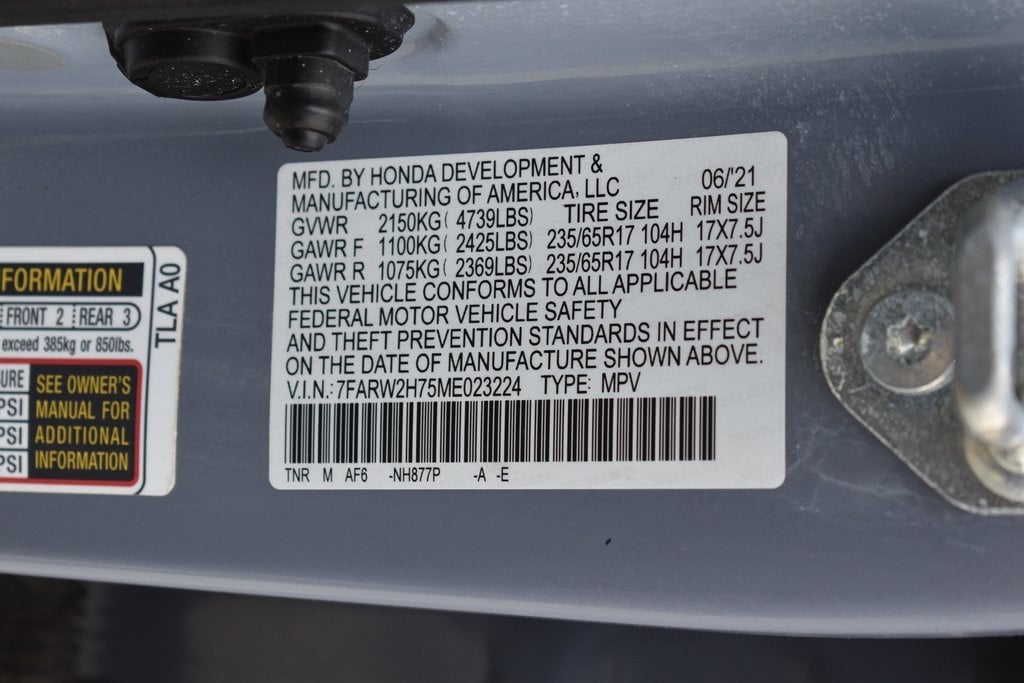 MFD. BY HONDA DEVELOPMENT &
MANUFACTURING OF AMERICA, LLC 06/'21
GVWR 2150KG ( 4739LBS) TIRE SIZE RIM SIZE
GAWR F 1100KG ( 2425LBS) 235/65R17 104H 17X7.5J
GAWR R 1075KG ( 2369LBS) 235/65R17 104H 17X7.5J
THIS VEHICLE CONFORMS TO ALL APPLICABLE
FEDERAL MOTOR VEHICLE SAFETY
AND THEFT PREVENTION STANDARDS IN EFFECT
ON THE DATE OF MANUFACTURE SHOWN ABOVE.
V.I.N.: 7FARW2H75ME023224 TYPE: MPV
TNR M AF6 -NH877P -A -E
FORMATION
FRONT 2 REAR 3
exceed 385kg or 850lbs.
URE
PSI
PSI
PSI
SEE OWNER'S
MANUAL FOR
ADDITIONAL
INFORMATION
TLA A0